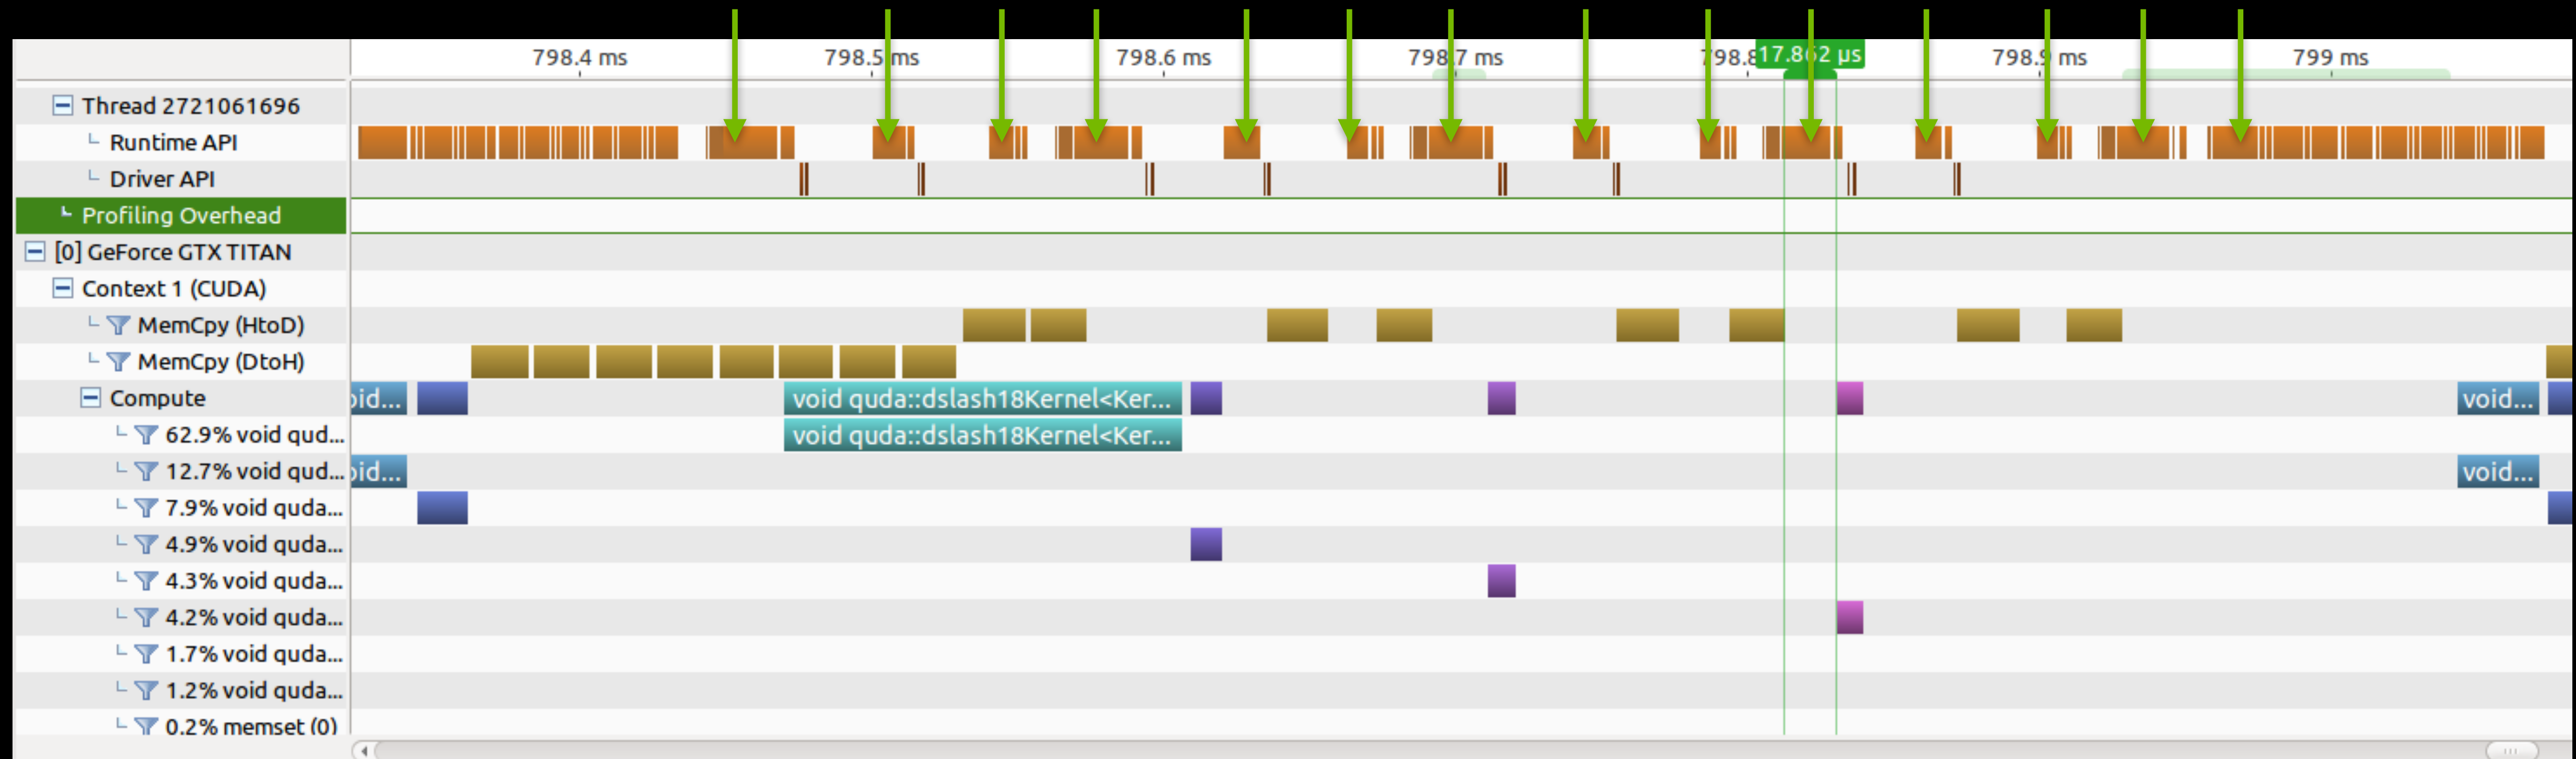 798.4 ms 798.5 ms 798.6 ms 798.7 ms 798.8 17.862 µs 798.9 ms 799 ms
Thread 2721061696
Runtime API
Driver API
Profiling Overhead
[0] GeForce GTX TITAN
Context 1 (CUDA)
MemCpy (HtoD)
MemCpy (DtoH)
Compute oid... void quda::dslash18Kernel<Ker... void...
62.9% void qud... void quda::dslash18Kernel<Ker...
12.7% void qud... oid... void...
7.9% void quda...
4.9% void quda...
4.3% void quda...
4.2% void quda...
1.7% void quda...
1.2% void quda...
0.2% memset (0)